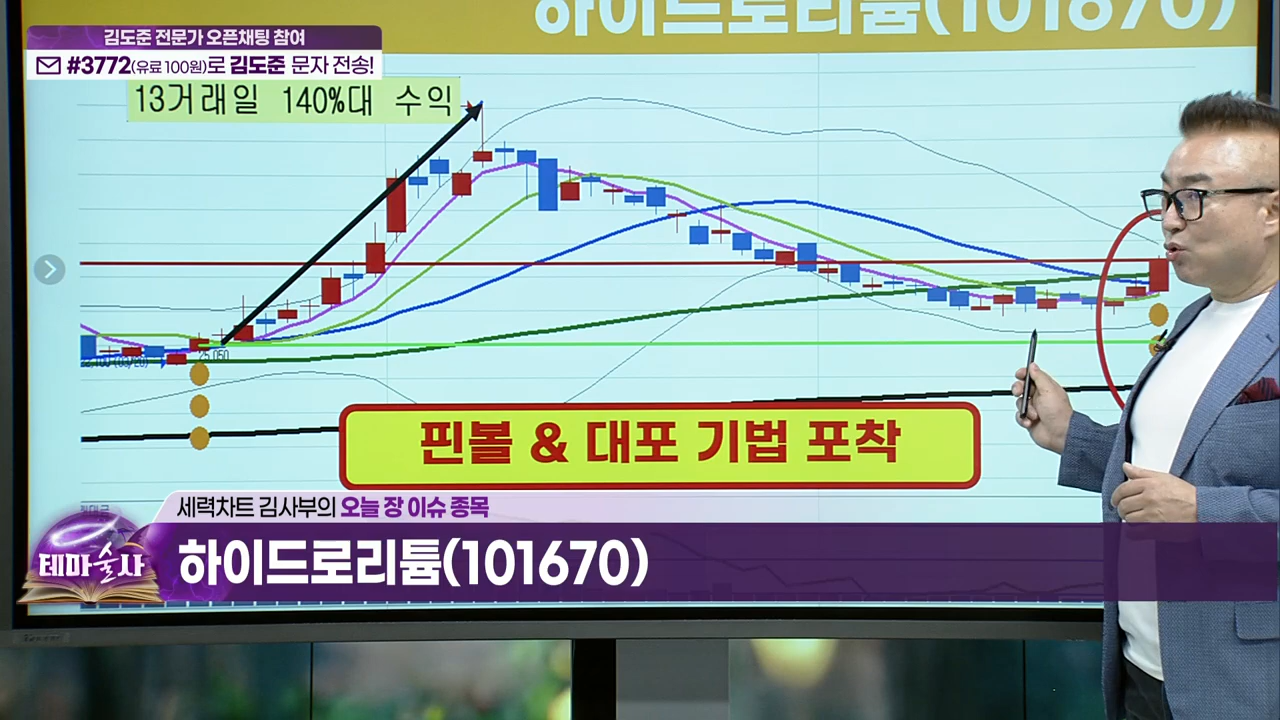 하이드로리튬(101670)
김도준 전문가 오픈채팅 참여
#3772(유료 100원)로 김도준 문자 전송!
13거래일 140%대 수익
25,050
핀볼 & 대포 기법 포착
세력차트 김사부의 오늘 장 이슈 종목
테마술사
하이드로리튬(101670)